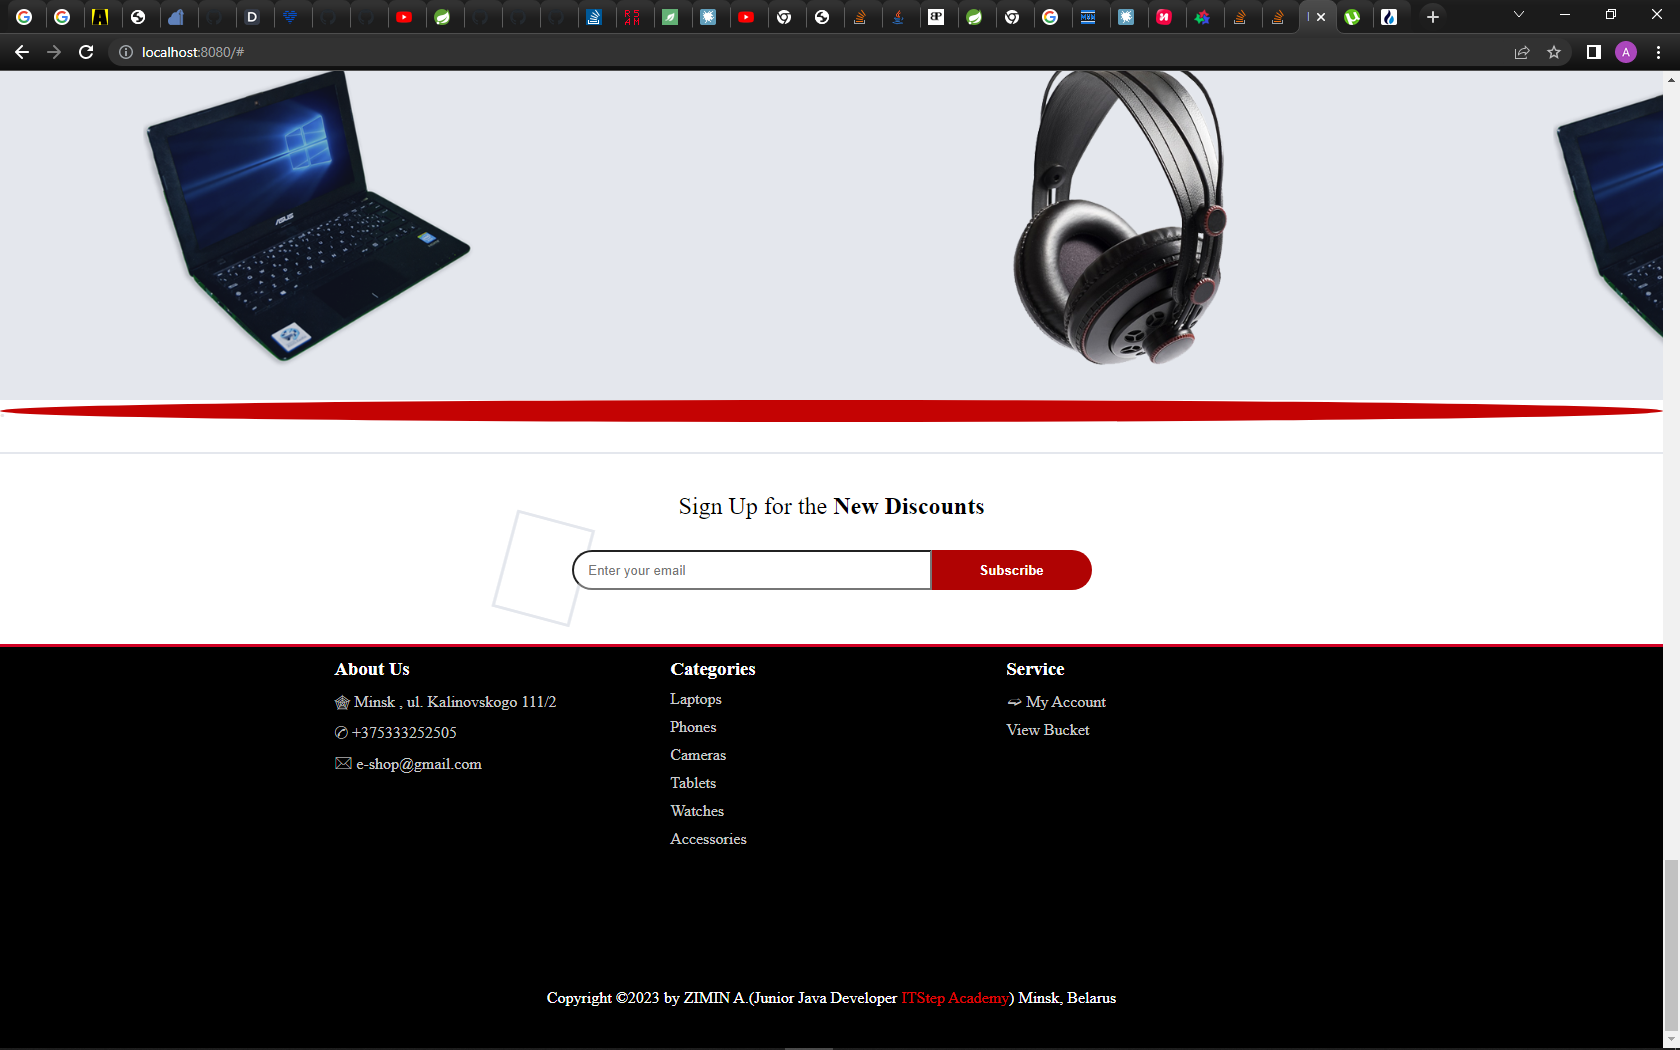 localhost:8080/#
A
ASUS
Sign Up for the New Discounts
Enter your email
Subscribe
About Us
Minsk , ul. Kalinovskogo 111/2
✆ +375333252505
e-shop@gmail.com
Categories
Laptops
Phones
Cameras
Tablets
Watches
Accessories
Service
My Account
View Bucket
Copyright ©2023 by ZIMIN A.(Junior Java Developer ITStep Academy) Minsk, Belarus